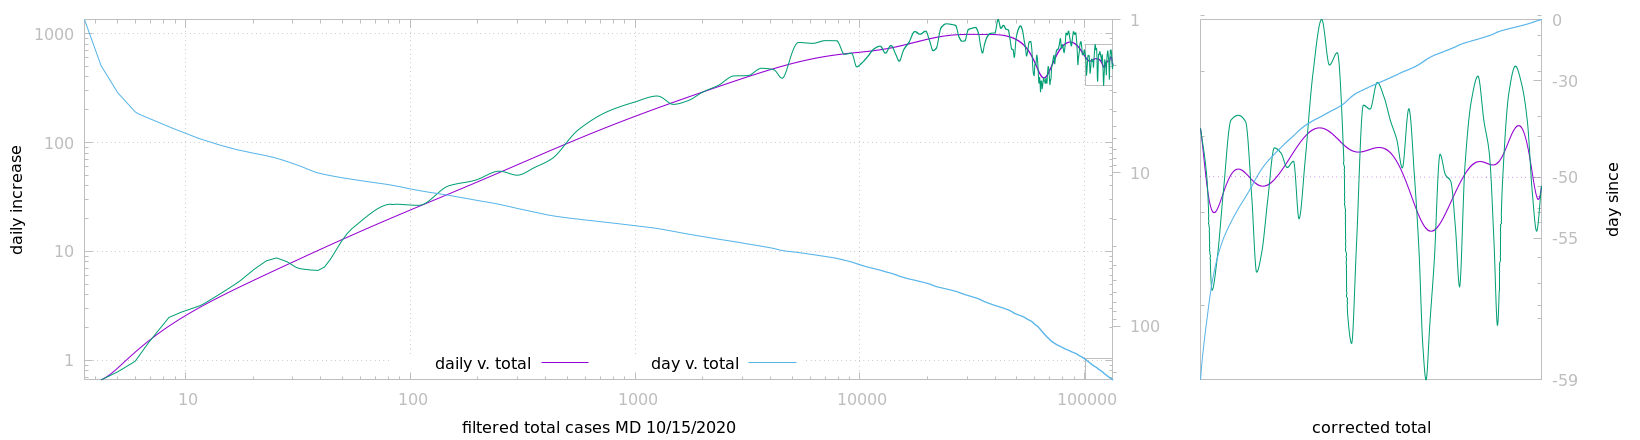 daily increase
1000
100
10
1
daily v. total
day v. total
10
100
1000
10000
100000
filtered total cases MD 10/15/2020
1
10
100
0
-30
-50
-55
-59
day since
corrected total